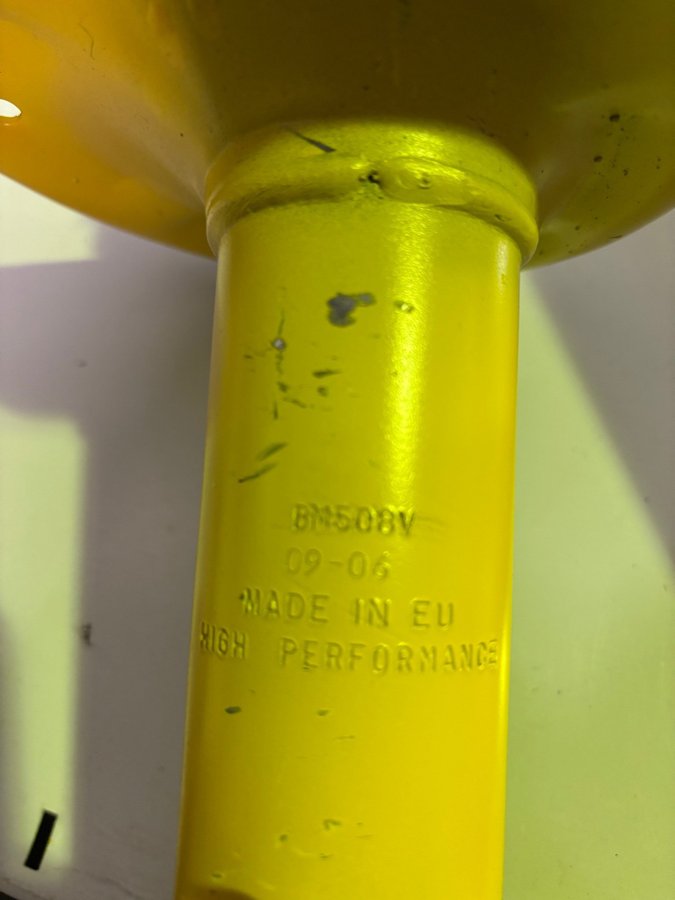 BM508V
09-06
MADE IN EU
HIGH PERFORMANCE